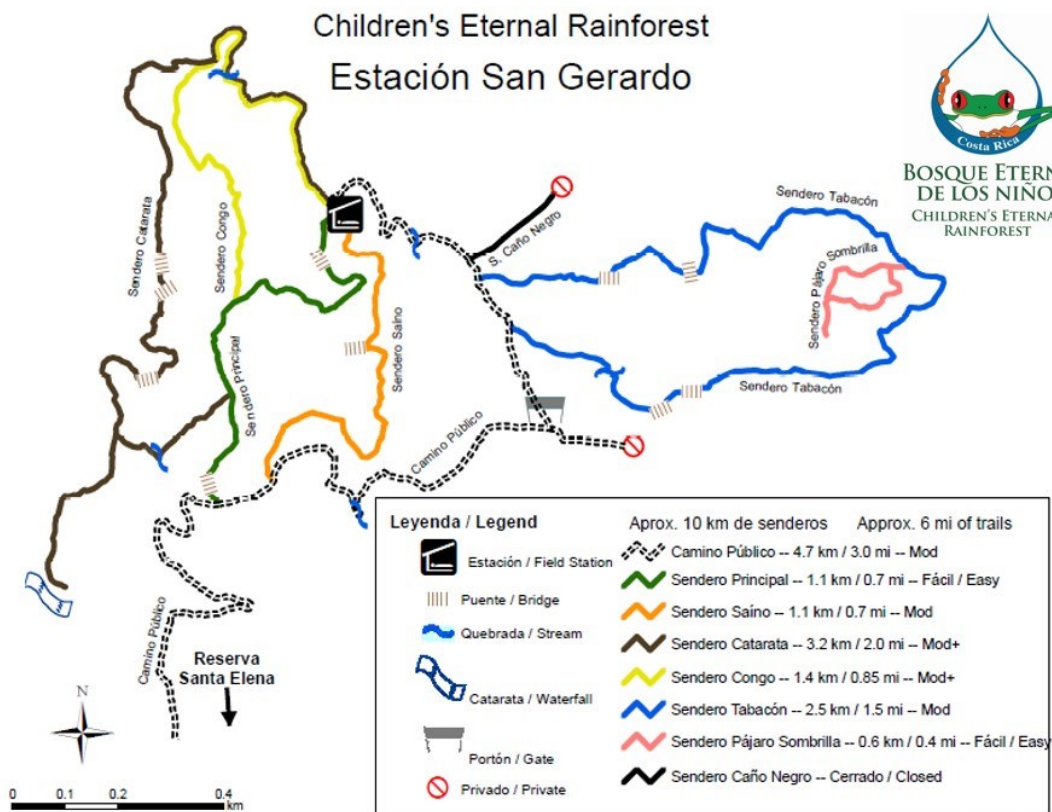 Children's Eternal Rainforest
Estación San Gerardo
Costa Rica
BOSQUE ETERN
DE LOS NIÑO
CHILDREN'S ETERNA
RAINFOREST
Sendero Catarata
Sendero Congo
Sendero Principal
Sendero Saíno
S. Caño Negro
Sendero Tabacón
Sendero Pájaro Sombrilla
Sendero Tabacón
Camino Público
Camino Público
Reserva
Santa Elena
N
0 0.1 0.2 0.4
km
Leyenda / Legend
Estación / Field Station
Puente / Bridge
Quebrada / Stream
Catarata / Waterfall
Portón / Gate
Privado / Private
Aprox. 10 km de senderos Approx. 6 mi of trails
Camino Público -- 4.7 km / 3.0 mi -- Mod
Sendero Principal -- 1.1 km / 0.7 mi -- Fácil / Easy
Sendero Saíno -- 1.1 km / 0.7 mi -- Mod
Sendero Catarata -- 3.2 km / 2.0 mi -- Mod+
Sendero Congo -- 1.4 km / 0.85 mi -- Mod+
Sendero Tabacón -- 2.5 km / 1.5 mi -- Mod
Sendero Pájaro Sombrilla -- 0.6 km / 0.4 mi -- Fácil / Easy
Sendero Caño Negro -- Cerrado / Closed